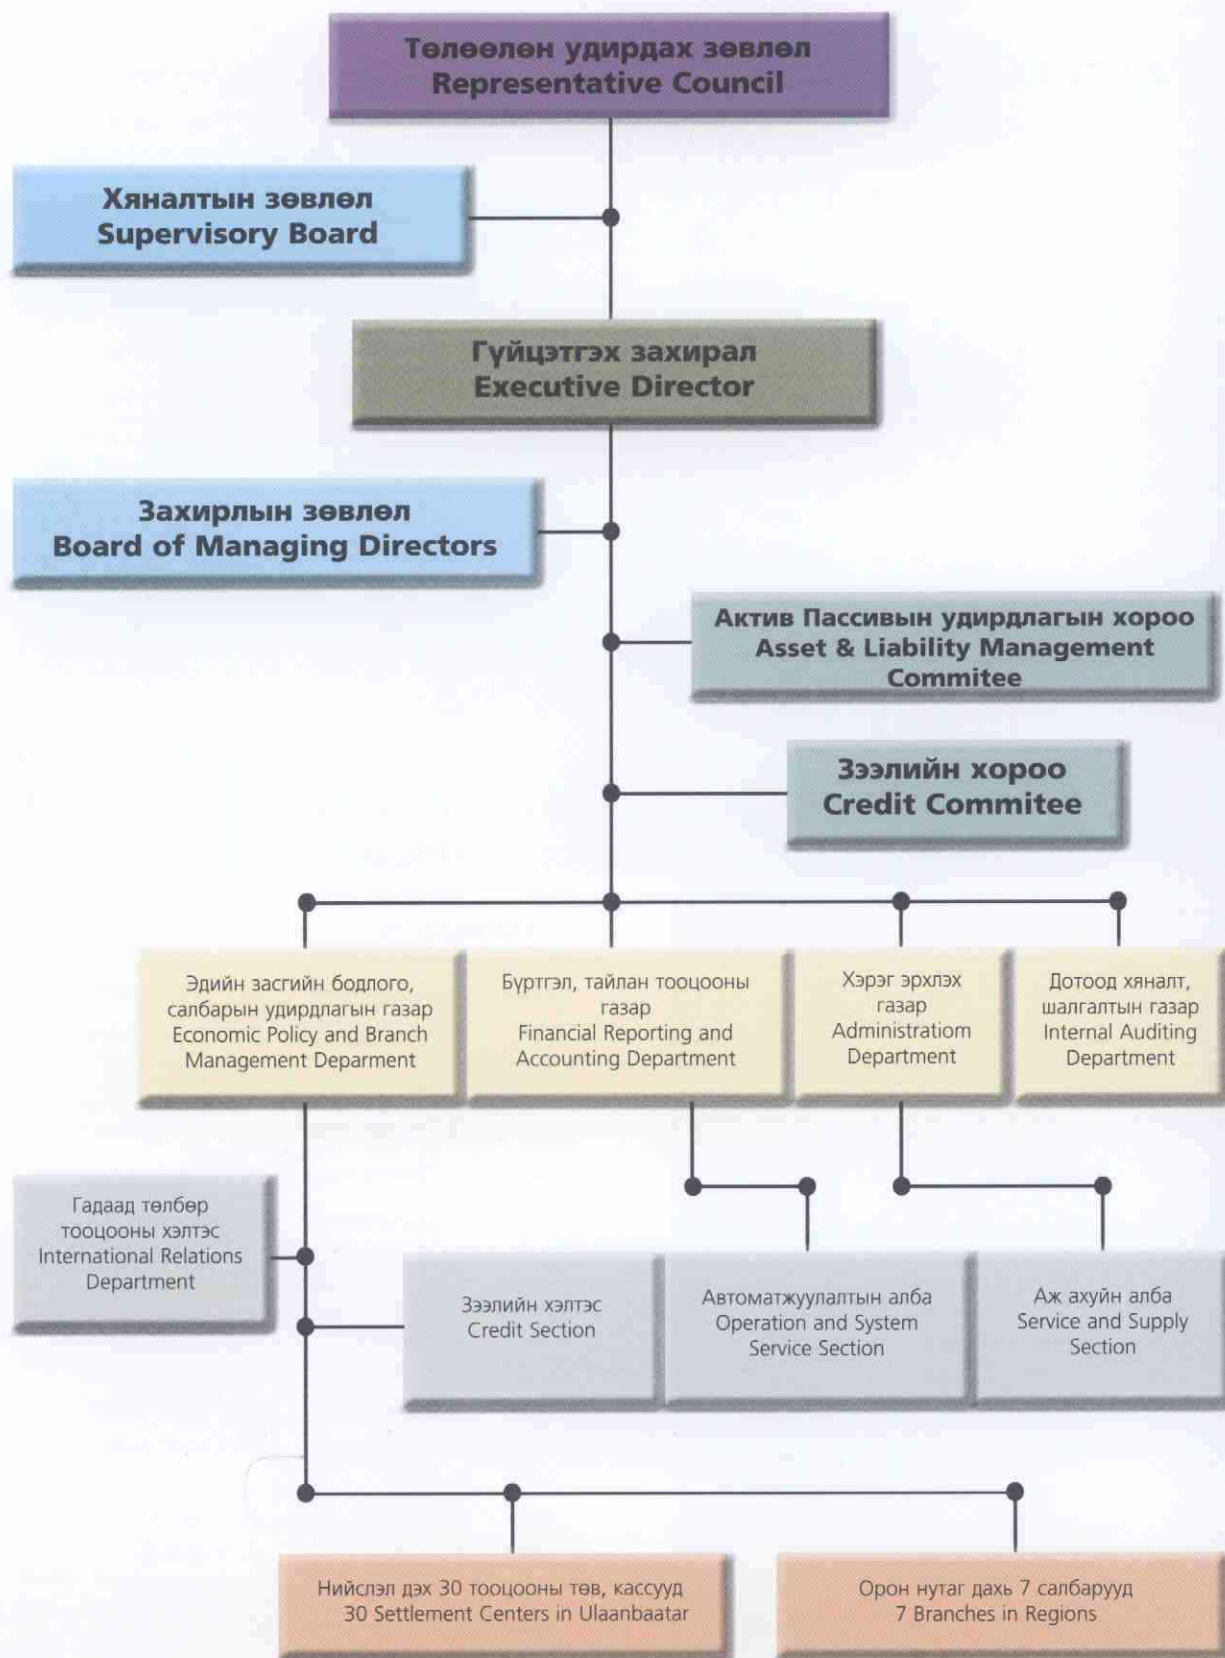 Төлөөлөн удирдах зөвлөл
Representative Council
Хяналтын зөвлөл
Supervisory Board
Гүйцэтгэх захирал
Executive Director
Захирлын зөвлөл
Board of Managing Directors
Актив Пассивын удирдлагын хороо
Asset & Liability Management
Commitee
Зээлийн хороо
Credit Commitee
Эдийн засгийн бодлого,
салбарын удирдлагын газар
Economic Policy and Branch
Management Deparment
Бүртгэл, тайлан тооцооны
газар
Financial Reporting and
Accounting Department
Хэрэг эрхлэх
газар
Administratiom
Department
Дотоод хяналт,
шалгалтын газар
Internal Auditing
Department
Гадаад төлбөр
тооцооны хэлтэс
International Relations
Department
Зээлийн хэлтэс
Credit Section
Автоматжуулалтын алба
Operation and System
Service Section
Аж ахуйн алба
Service and Supply
Section
Нийслэл дэх 30 тооцооны төв, кассууд
30 Settlement Centers in Ulaanbaatar
Орон нутаг дахь 7 салбарууд
7 Branches in Regions